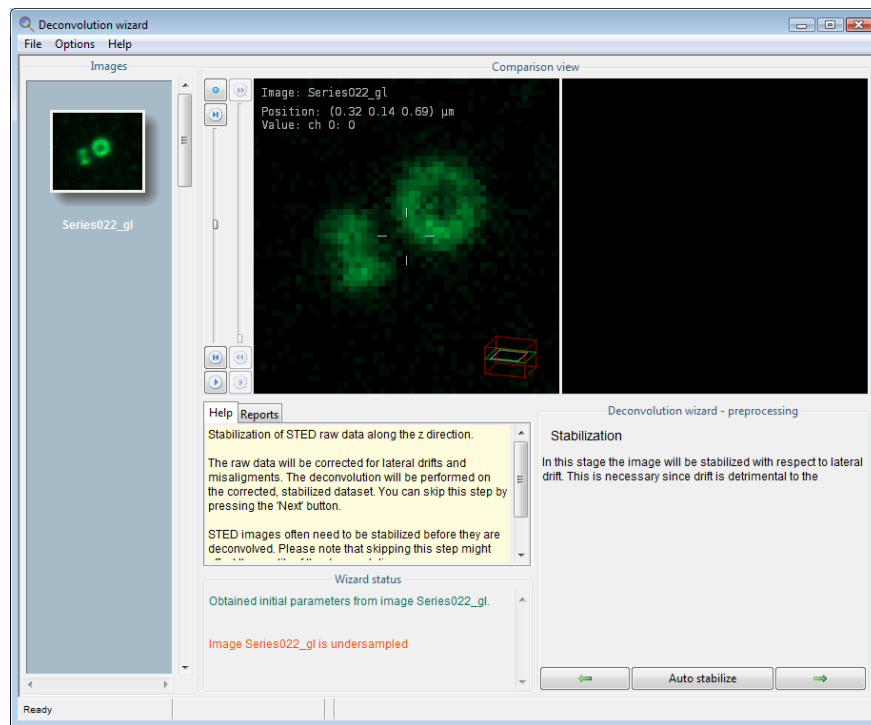 Deconvolution wizard
File Options Help
Images
Comparison view
Image: Series022_gl
Position: (0.32 0.14 0.69) µm
Value: ch 0: 0
Series022_gl
Help Reports
Stabilization of STED raw data along the z direction.
The raw data will be corrected for lateral drifts and
misaligments. The deconvolution will be performed on
the corrected, stabilized dataset. You can skip this step by
pressing the 'Next' button.
STED images often need to be stabilized before they are
deconvolved. Please note that skipping this step might
Deconvolution wizard - preprocessing
Stabilization
In this stage the image will be stabilized with respect to lateral
drift. This is necessary since drift is detrimental to the
Wizard status
Obtained initial parameters from image Series022_gl.
Image Series022_gl is undersampled
Auto stabilize
Ready